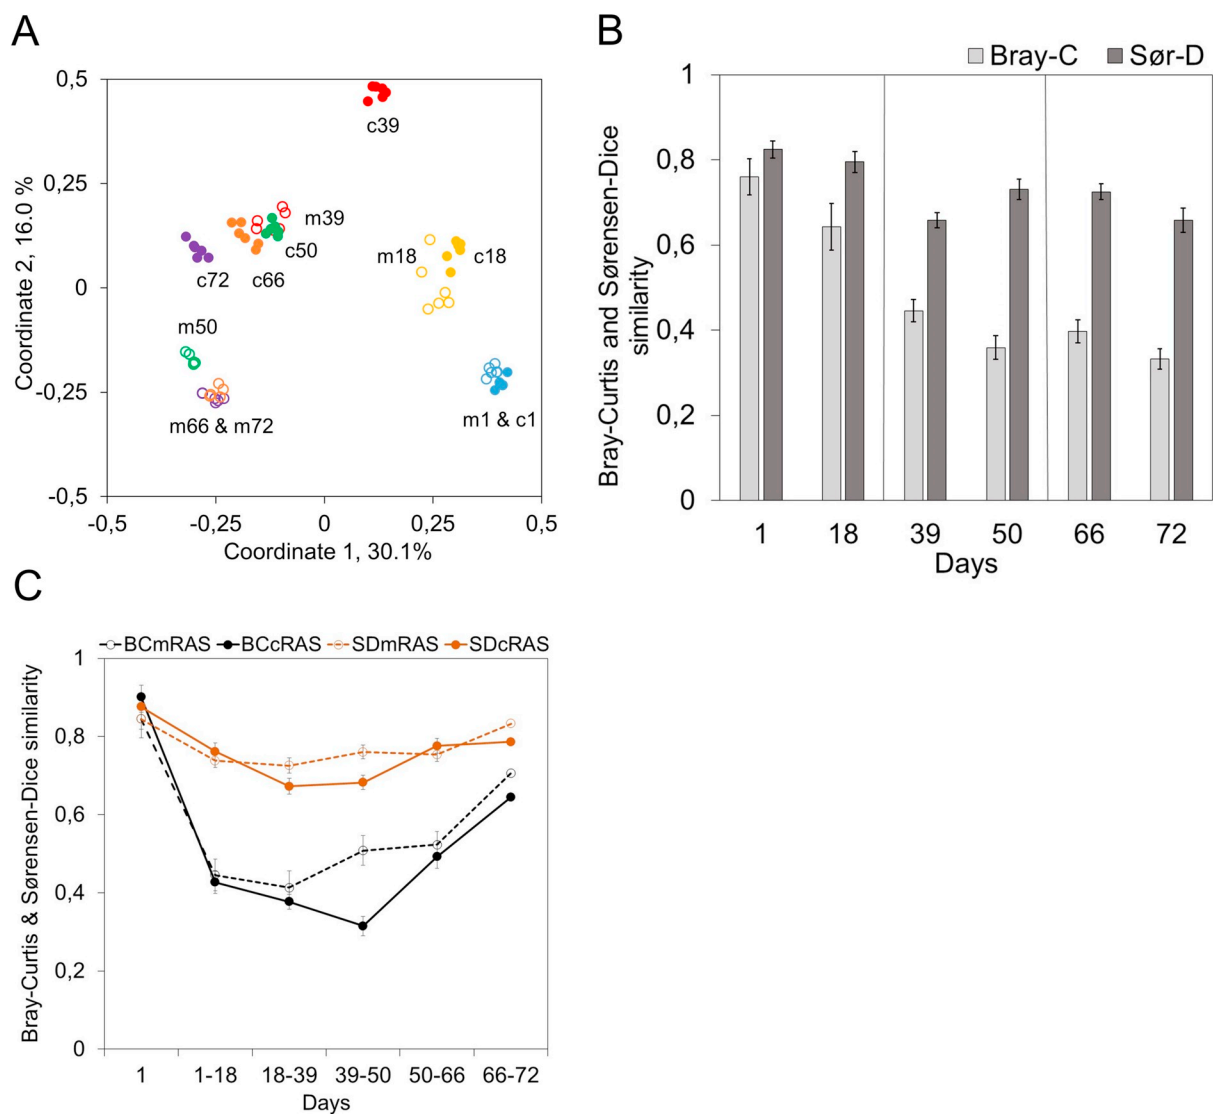 A
0,5
0,25
0
-0,25
-0,5
Coordinate 2, 16.0 %
c39
m39
c50
m18
c18
c72
c66
m50
m66 & m72
m1 & c1
-0,5
-0,25
0
0,25
0,5
Coordinate 1, 30.1%
B
Bray-C
Sør-D
1
0,8
0,6
0,4
0,2
0
Bray-Curtis and Sørensen-Dice
similarity
1
18
39
50
66
72
Days
C
BCmRAS
BCcRAS
SDmRAS
SDcRAS
1
0,8
0,6
0,4
0,2
0
Bray-Curtis & Sørensen-Dice similarity
1
1-18
18-39
39-50
50-66
66-72
Days